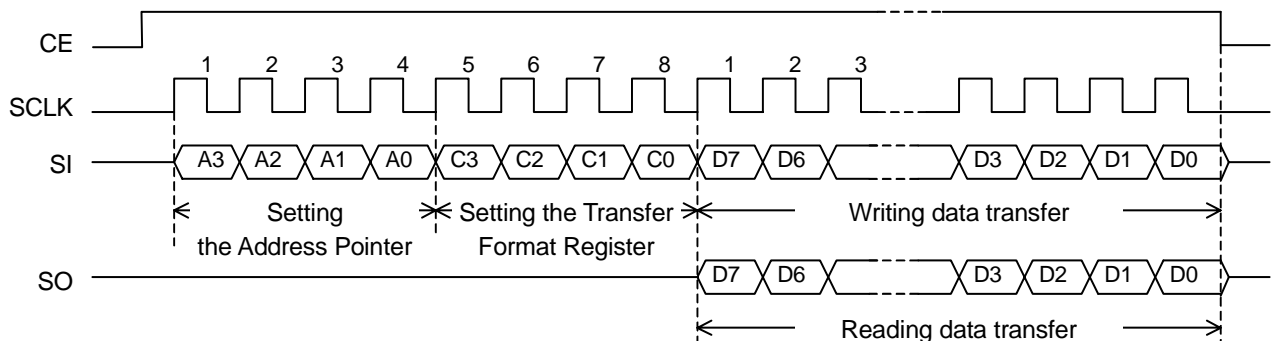 CE
1 2 3 4 5 6 7 8 1 2 3
SCLK
SI A3 A2 A1 A0 C3 C2 C1 C0 D7 D6 D3 D2 D1 D0
Setting Setting the Transfer Writing data transfer
the Address Pointer Format Register
SO D7 D6 D3 D2 D1 D0
Reading data transfer